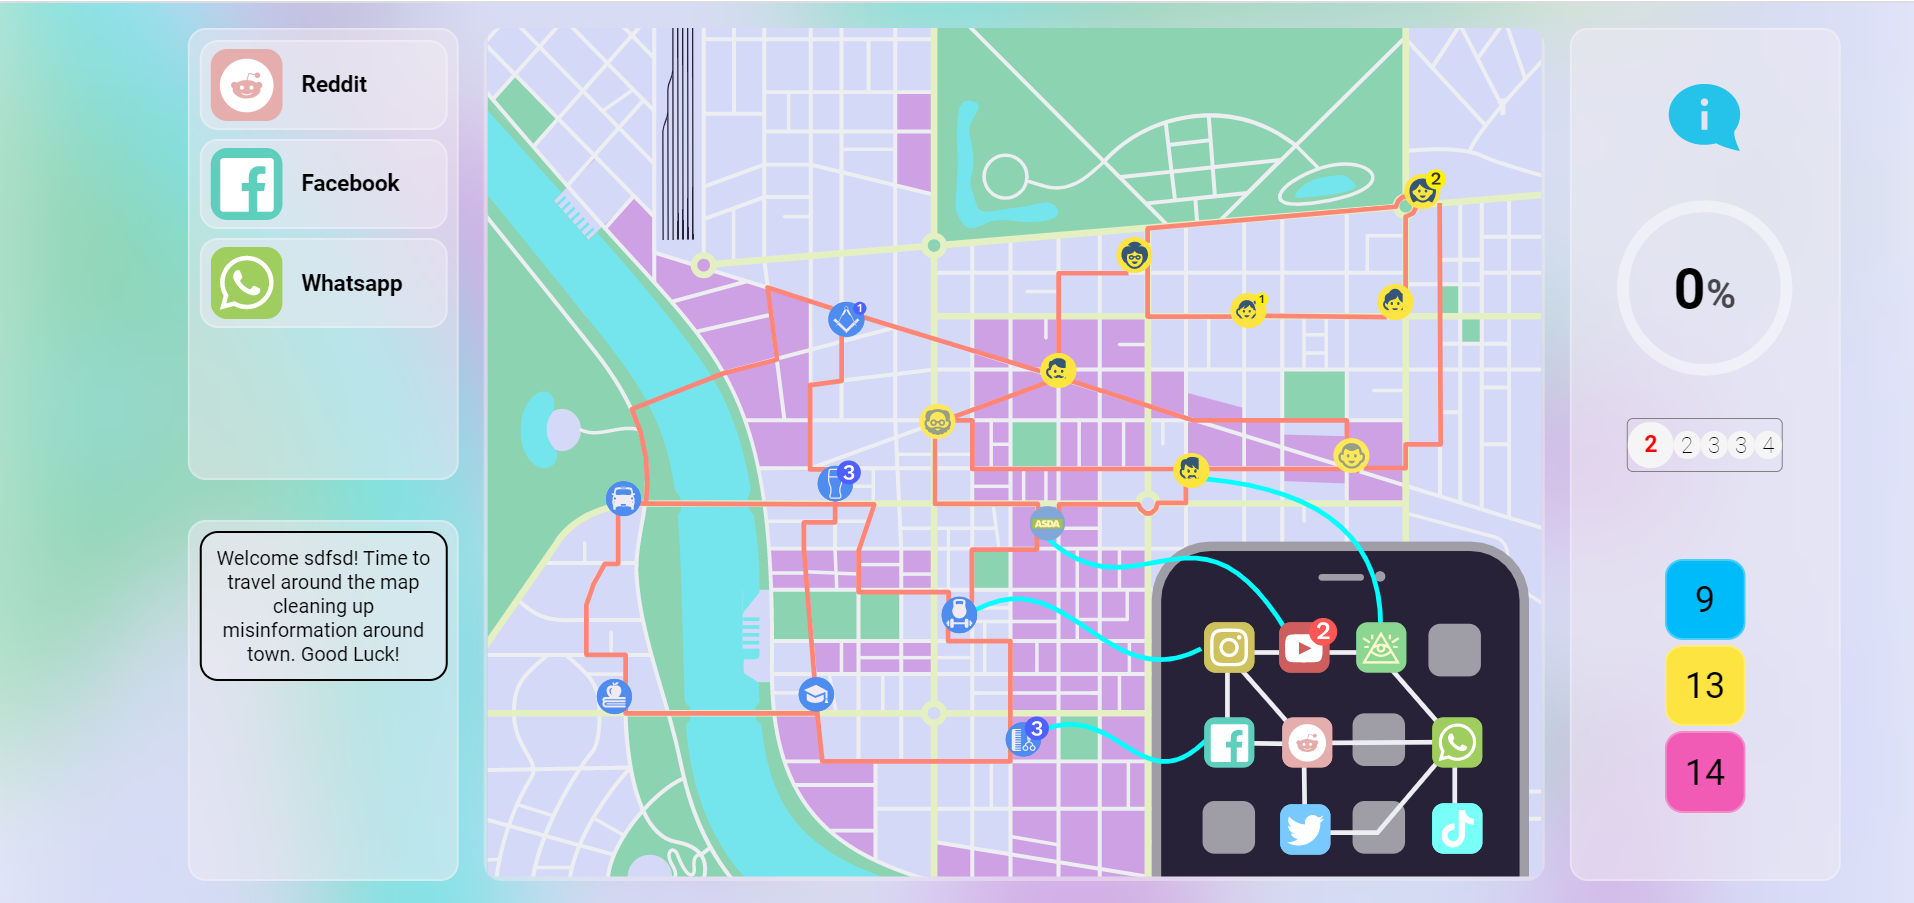 Reddit
Facebook
Whatsapp
Welcome sdfsd! Time to
travel around the map
cleaning up
misinformation around
town. Good Luck!
2
1
1
3
ASDA
3
2
0%
2 2 3 3 4
9
13
14